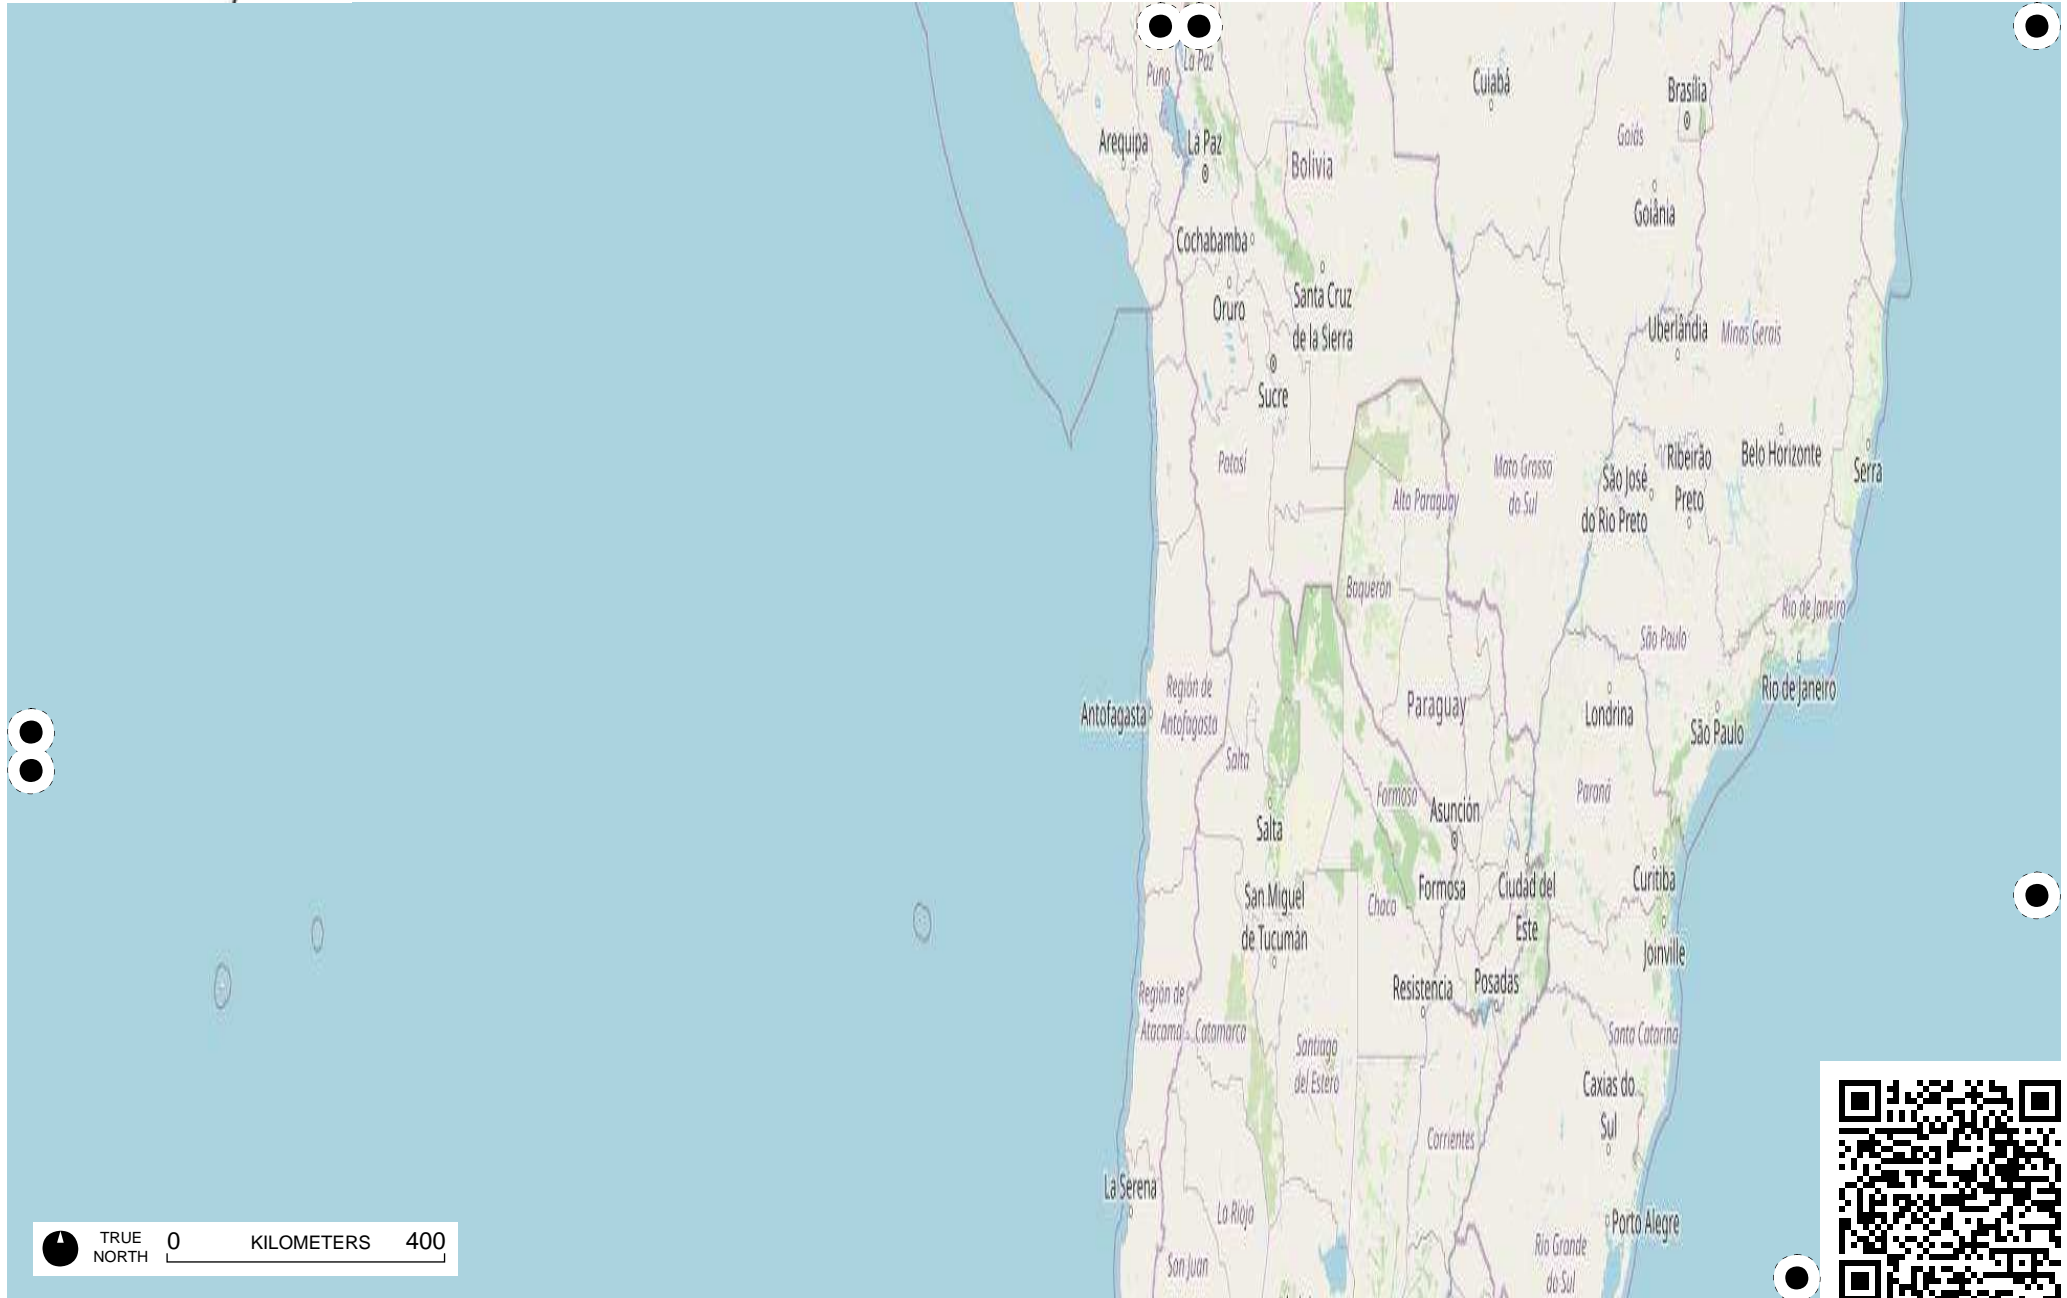 Puno
La Paz
Cuiabá
Brasília
Goiás
Arequipa
La Paz
Bolivia
Goiânia
Cochabamba
Oruro
Santa Cruz
de la Sierra
Uberlândia
Minas Gerais
Sucre
Potosí
Alto Paraguay
Mato Grosso
do Sul
São José
do Rio Preto
Ribeirão
Preto
Belo Horizonte
Serra
Boquerón
Rio de Janeiro
São Paulo
Región de
Antofagasta
Antofagasta
Salta
Paraguay
Londrina
Rio de Janeiro
São Paulo
Formosa
Asunción
Paraná
Salta
San Miguel
de Tucumán
Chaco
Formosa
Ciudad del
Este
Curitiba
Joinville
Resistencia
Posadas
Región de
Atacama
Catamarca
Santiago
del Estero
Santa Catarina
Caxias do
Sul
Corrientes
La Serena
La Rioja
Porto Alegre
San Juan
Rio Grande
do Sul
TRUE
NORTH
0 KILOMETERS 400